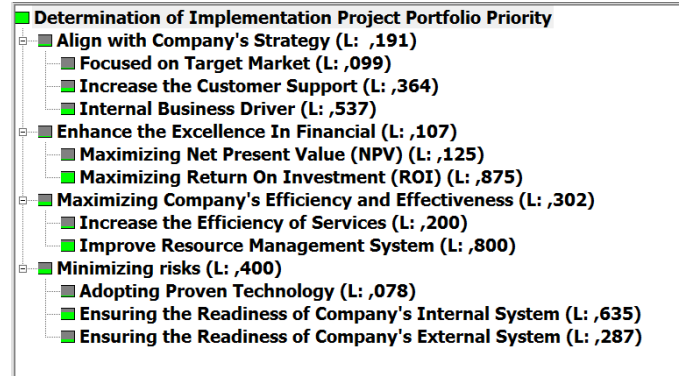 Determination of Implementation Project Portfolio Priority
Align with Company's Strategy (L: ,191)
Focused on Target Market (L: ,099)
Increase the Customer Support (L: ,364)
Internal Business Driver (L: ,537)
Enhance the Excellence In Financial (L: ,107)
Maximizing Net Present Value (NPV) (L: ,125)
Maximizing Return On Investment (ROI) (L: ,875)
Maximizing Company's Efficiency and Effectiveness (L: ,302)
Increase the Efficiency of Services (L: ,200)
Improve Resource Management System (L: ,800)
Minimizing risks (L: ,400)
Adopting Proven Technology (L: ,078)
Ensuring the Readiness of Company's Internal System (L: ,635)
Ensuring the Readiness of Company's External System (L: ,287)